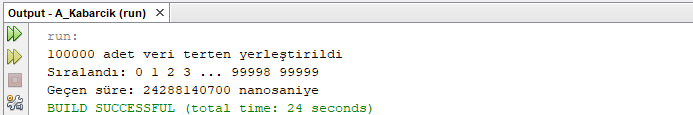 Output - A_Kabarcik (run)
run:
100000 adet veri terten yerleştirildi
Sıralandı: 0 1 2 3 ... 99998 99999
Geçen süre: 24288140700 nanosaniye
BUILD SUCCESSFUL (total time: 24 seconds)